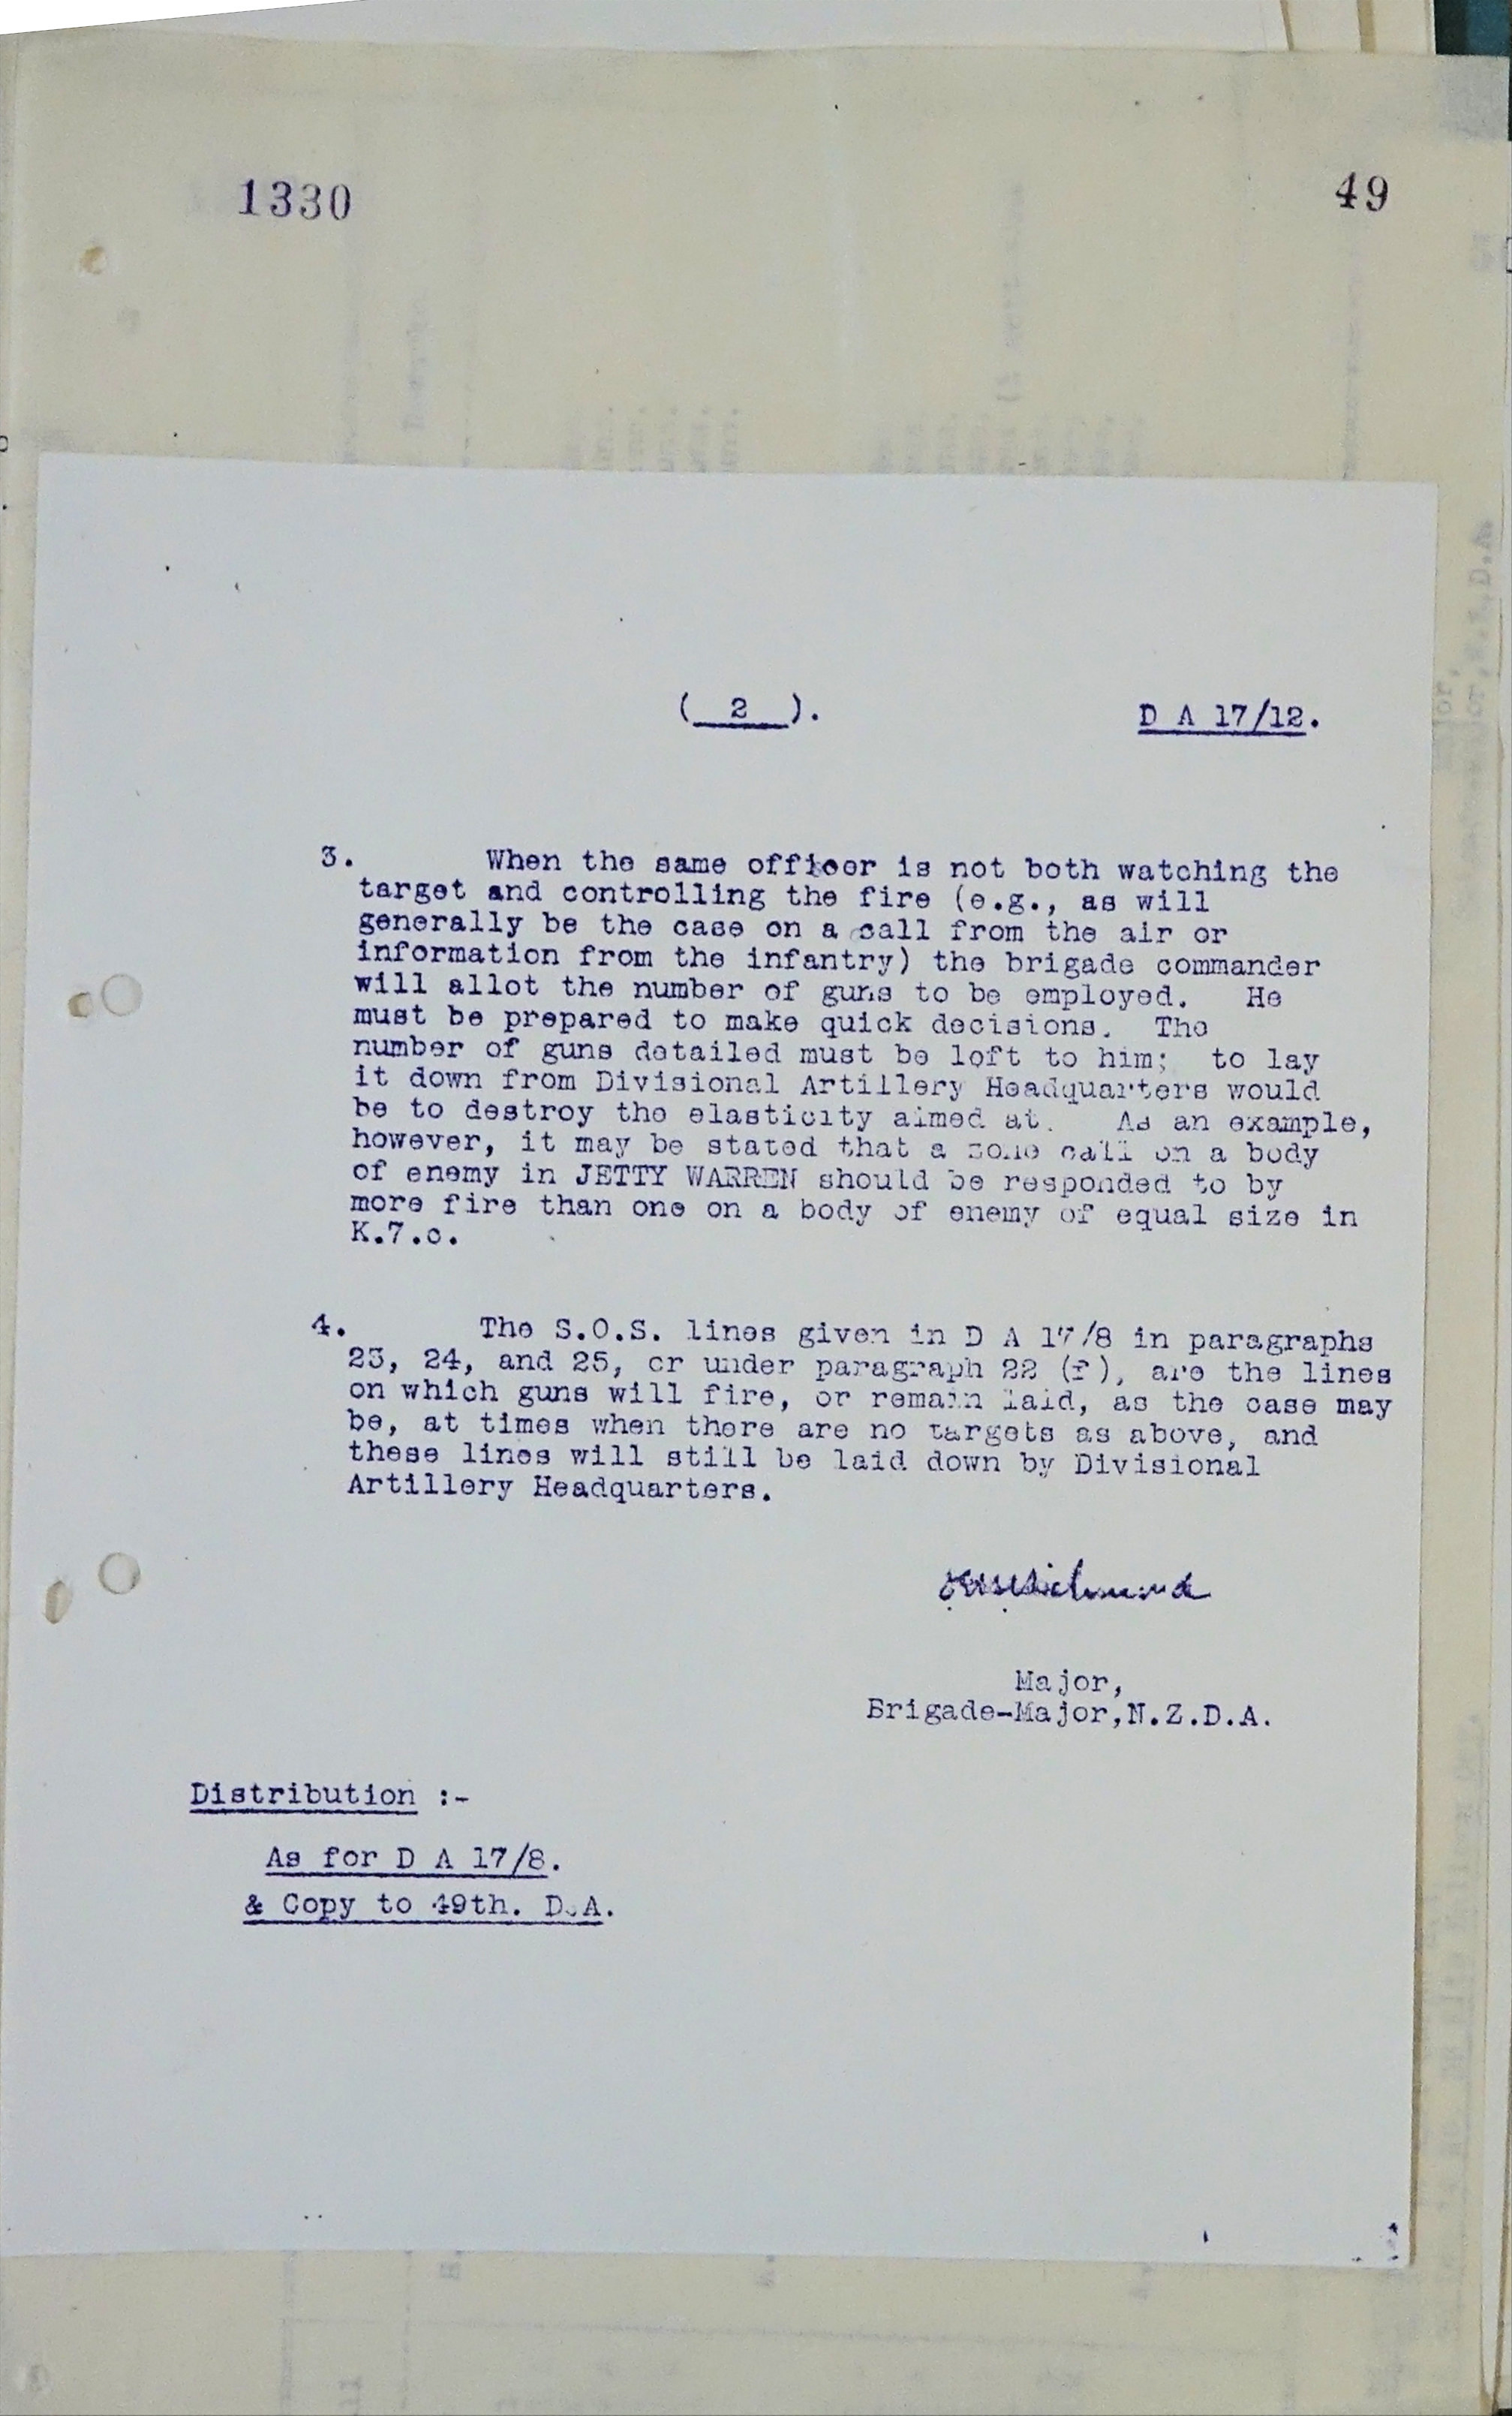 1330
49
( 2 ).
D A 17/12.
3. When the same officer is not both watching the
target and controlling the fire (e.g., as will
generally be the case on a call from the air or
information from the infantry) the brigade commander
will allot the number of guns to be employed. He
must be prepared to make quick decisions. The
number of guns detailed must be left to him; to lay
it down from Divisional Artillery Headquarters would
be to destroy the elasticity aimed at. As an example,
however, it may be stated that a zone call on a body
of enemy in JETTY WARREN should be responded to by
more fire than one on a body of enemy of equal size in
K.7.c.
4. The S.O.S. lines given in D A 17/8 in paragraphs
23, 24, and 25, or under paragraph 22 (f), are the lines
on which guns will fire, or remain laid, as the case may
be, at times when there are no targets as above, and
these lines will still be laid down by Divisional
Artillery Headquarters.
Major,
Brigade-Major,N.Z.D.A.
Distribution :-
As for D A 17/8.
& Copy to 49th. D.A.